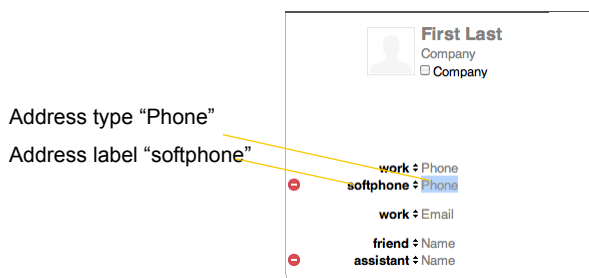 First Last
Company
Company
Address type “Phone”
Address label “softphone”
work Phone
softphone Phone
work Email
friend Name
assistant Name